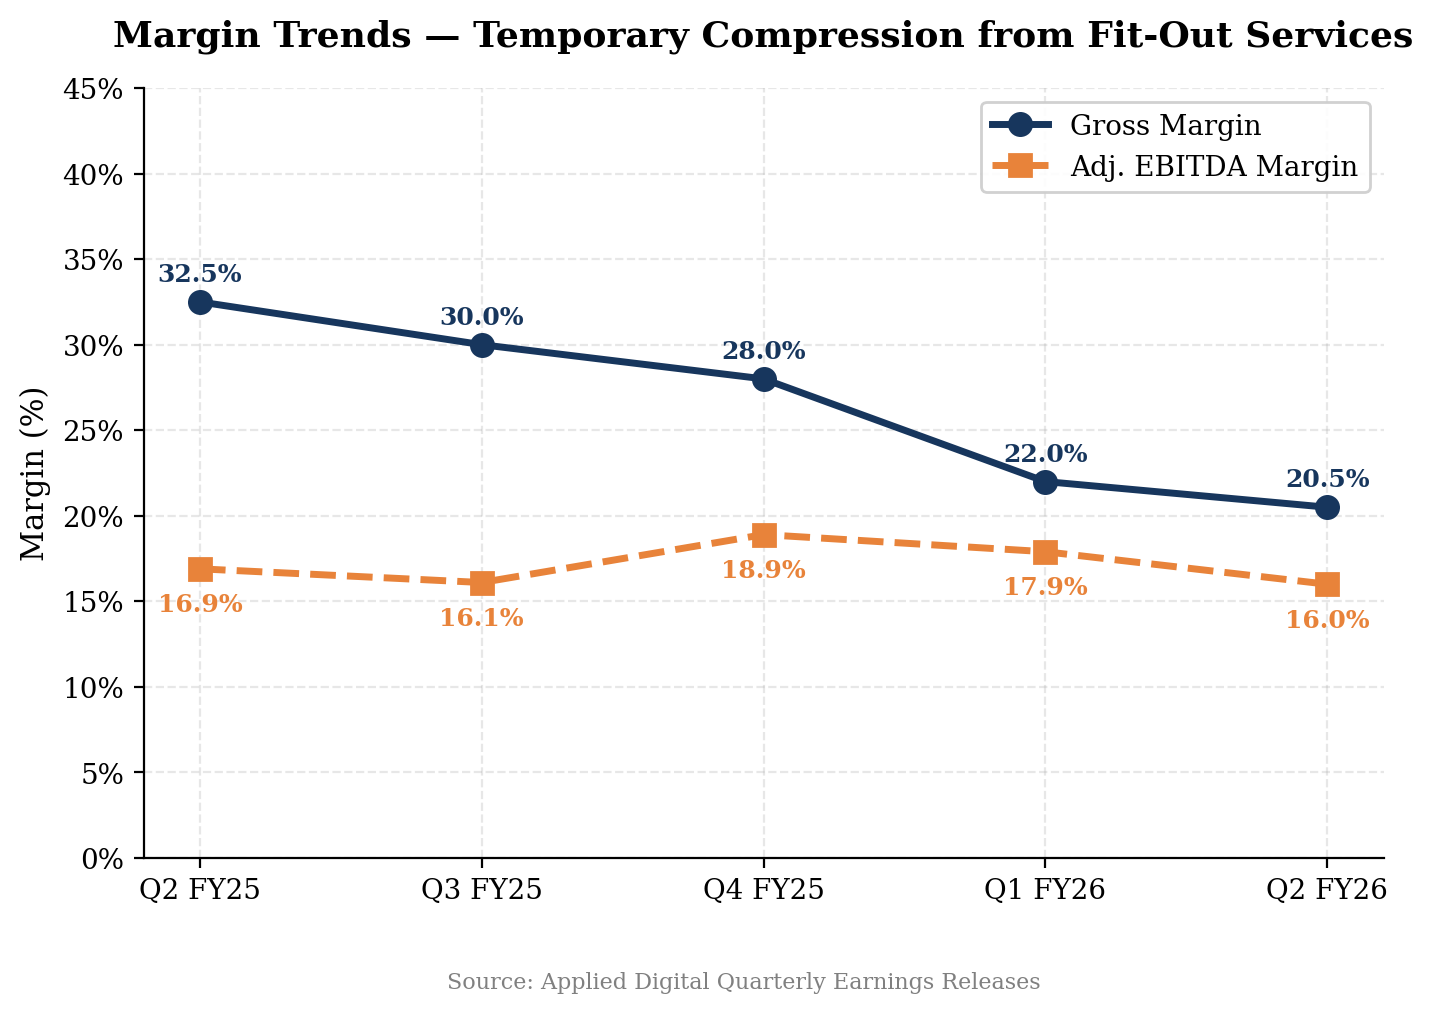 Margin Trends — Temporary Compression from Fit-Out Services
Gross Margin
Adj. EBITDA Margin
Margin (%)
45%
40%
35%
30%
25%
20%
15%
10%
5%
0%
32.5%
30.0%
28.0%
22.0%
20.5%
16.9%
16.1%
18.9%
17.9%
16.0%
Q2 FY25
Q3 FY25
Q4 FY25
Q1 FY26
Q2 FY26
Source: Applied Digital Quarterly Earnings Releases